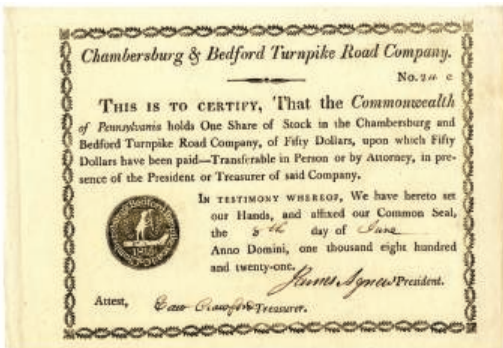 Chambersburg & Bedford Turnpike Road Company.
No.
THIS IS TO CERTIFY, That the Commonwealth
of Pennsylvania holds One Share of Stock in the Chambersburg and
Bedford Turnpike Road Company, of Fifty Dollars, upon which Fifty
Dollars have been paid—Transferable in Person or by Attorney, in pre-
sence of the President or Treasurer of said Company.
IN TESTIMONY WHEREOF, We have hereto set
our Hands, and affixed our Common Seal,
the 8th day of June
Anno Domini, one thousand eight hundred
and twenty-one.
James Agnew President.
Attest, Crawford Treasurer.